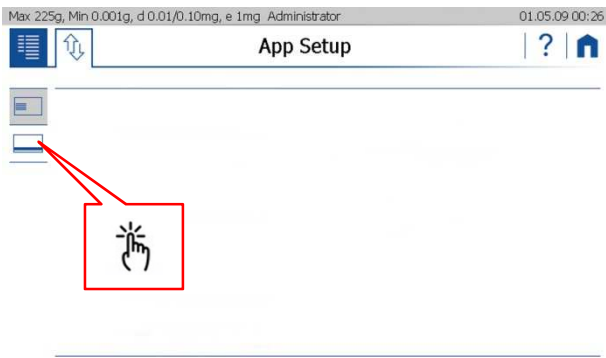 Max 225g, Min 0.001g, d 0.01/0.10mg, e 1mg Administrator 01.05.09 00:26
App Setup ?